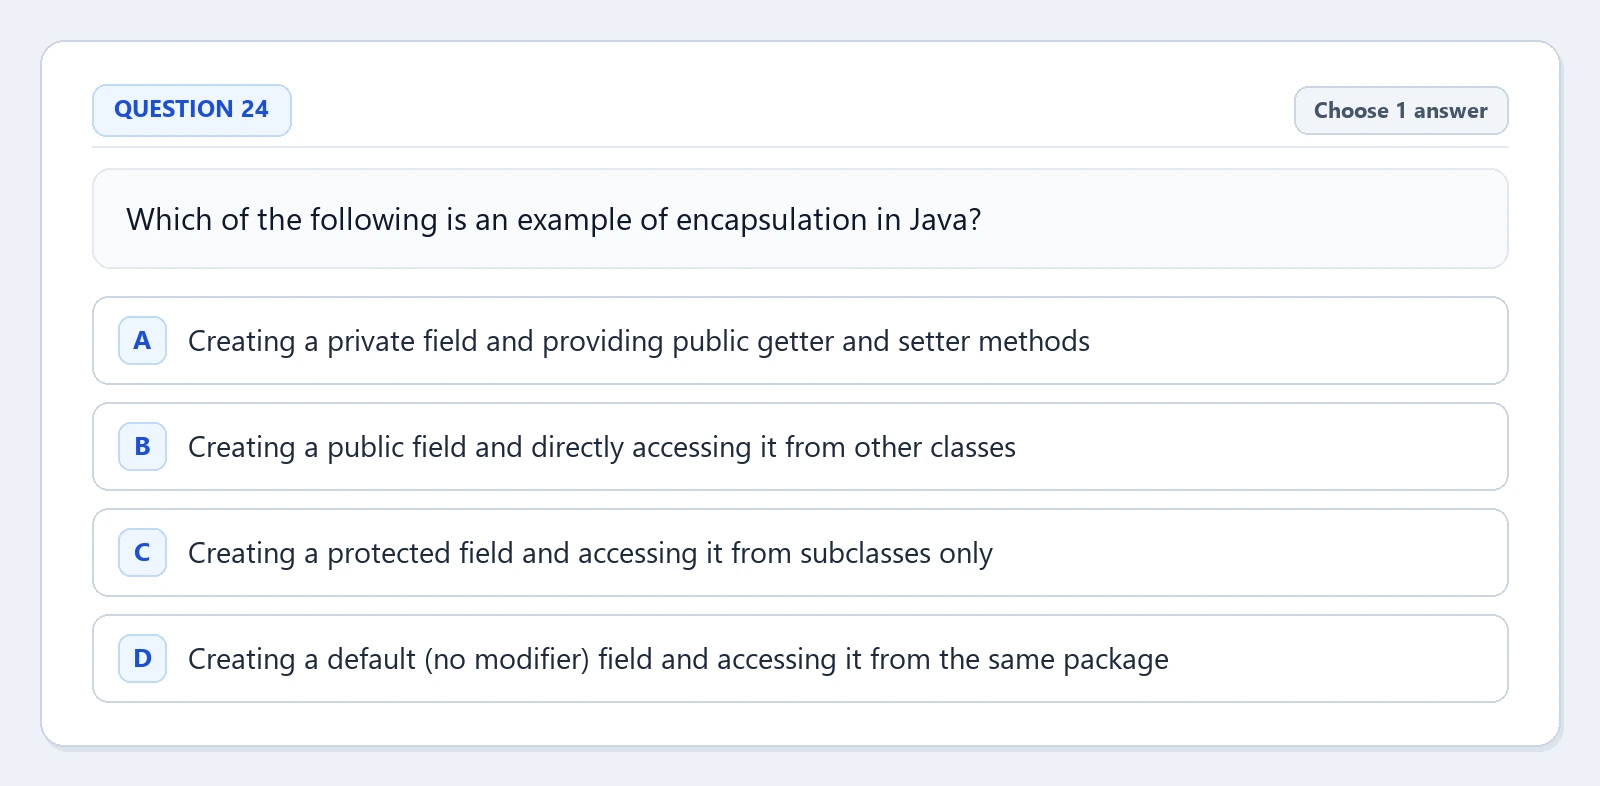 QUESTION 24
Choose 1 answer
Which of the following is an example of encapsulation in Java?
A Creating a private field and providing public getter and setter methods
B Creating a public field and directly accessing it from other classes
C Creating a protected field and accessing it from subclasses only
D Creating a default (no modifier) field and accessing it from the same package